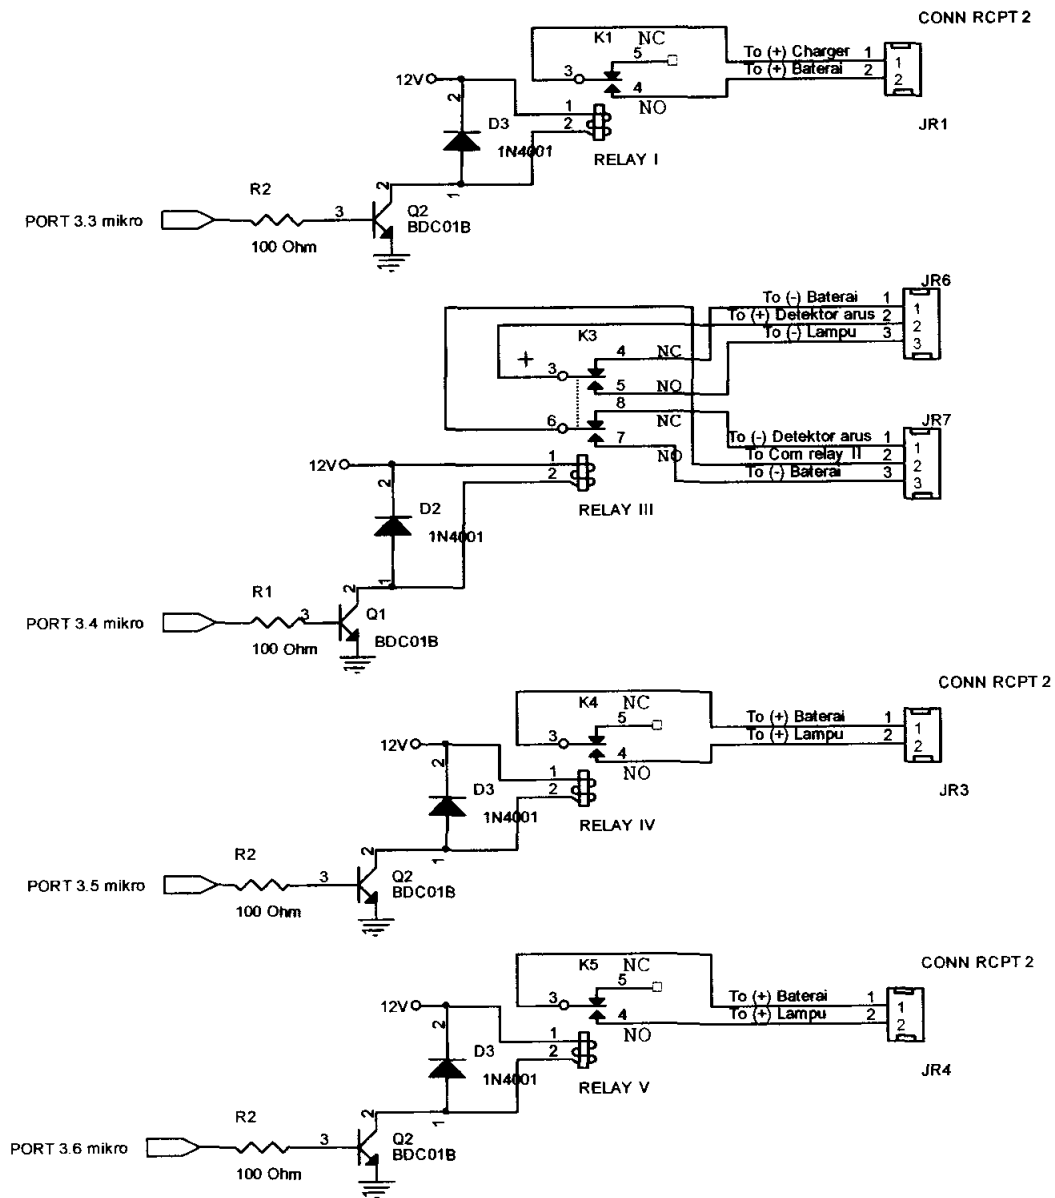 CONN RCPT 2
K1 NC
5
To (+) Charger 1 1
To (+) Baterai 2 2
3
4
NO
JR1
12V
2
D3
1N4001
1
2
RELAY I
1
R2
2
PORT 3.3 mikro
3
Q2
BDC01B
100 Ohm
JR6
To (-) Baterai 1 1
To (+) Detektor arus 2 2
To (-) Lampu 3 3
K3
+
3
4 NC
5 NO
8 NC
6
7 NO
JR7
To (-) Detektor arus 1 1
To Com relay II 2 2
To (-) Baterai 3 3
12V
1
2
2
RELAY III
D2
1N4001
1
2
R1
PORT 3.4 mikro
3
Q1
BDC01B
100 Ohm
CONN RCPT 2
K4 NC
5
To (+) Baterai 1 1
To (+) Lampu 2 2
3
4
NO
JR3
12V
2
1
2
D3
1N4001
RELAY IV
1
2
R2
PORT 3.5 mikro
3
Q2
BDC01B
100 Ohm
CONN RCPT 2
K5 NC
5
To (+) Baterai 1 1
To (+) Lampu 2 2
3
4
NO
JR4
12V
2
1
2
D3
1N4001
RELAY V
1
2
R2
PORT 3.6 mikro
3
Q2
BDC01B
100 Ohm